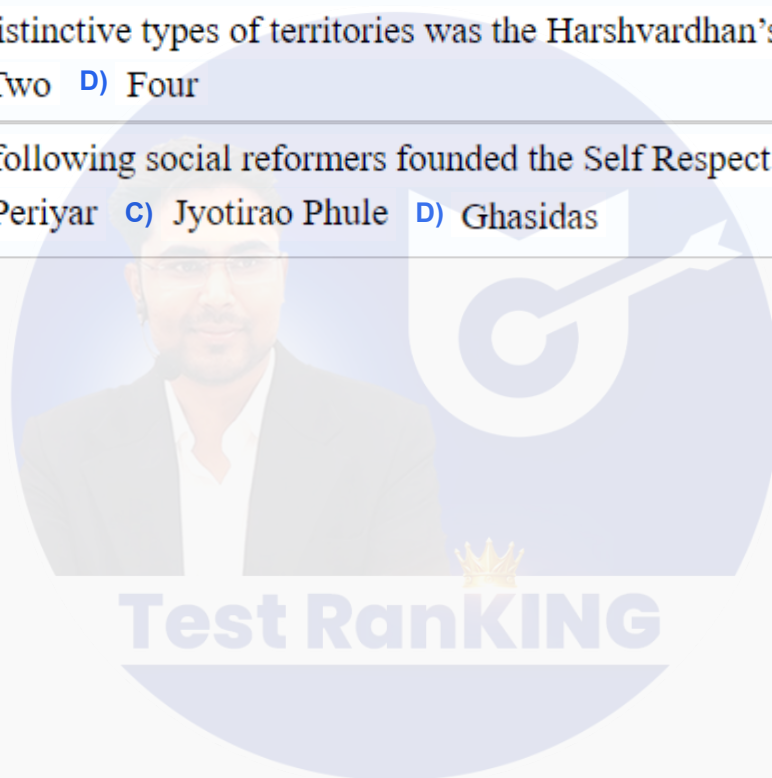 istinctive types of territories was the Harshvardhan's
Two D) Four
following social reformers founded the Self Respect
Periyar C) Jyotirao Phule D) Ghasidas
Test RanKING